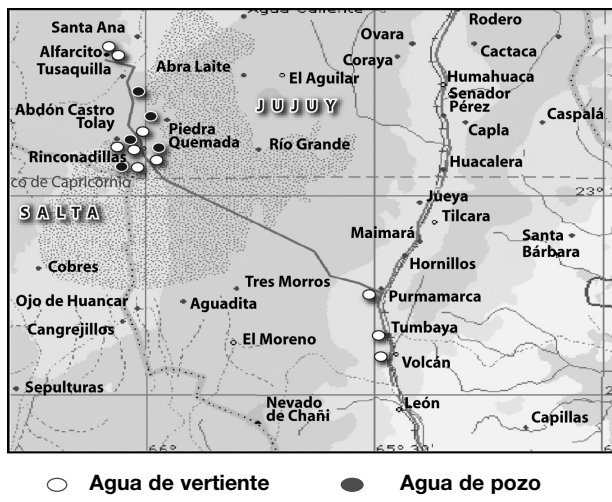 Agua Caliente
Rodero
Santa Ana
Ovara
Cactaca
Alfarcito
Coraya
Tusaquilla
Abra Laite
El Aguilar
Humahuaca
Senador
Pérez
JUJUY
Caspalá
Abdón Castro
Tolay
Piedra
Quemada
Capla
Río Grande
Rinconadillas
Huacalera
co de Capricornio
23°
SALTA
Jueya
Tilcara
Maimará
Santa
Bárbara
Hornillos
Cobres
Tres Morros
Purmamarca
Ojo de Huancar
Aguadita
Cangrejillos
Tumbaya
El Moreno
Volcán
Sepulturas
Nevado
de Chañi
León
Capillas
66°
65° 30'
Agua de vertiente
Agua de pozo